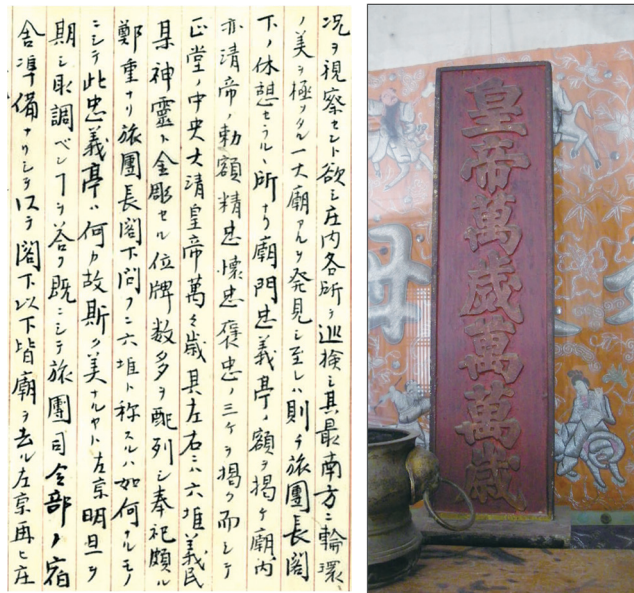 况ヲ視察セント欲シ庄内各所ヲ巡検シ其最南方ニ輪環、
ノ美ヲ極メタル一大廟アルヲ発見シ至レハ則チ旅團長閣
下ノ休憩セラルヽ所ナリ廟門忠義亭ノ額ヲ掲ケ廟内
亦清帝ノ勅額精忠懐忠褒忠ノ三ケヲ掲ク而シテ
正堂ノ中央大清皇帝萬々歳其左右ニハ六堆義民
某神靈ト金彫セル位牌数多ヲ配列シ奉祀頗ル
鄭重ナリ旅團長閣下問フニ六堆ト称スルハ如何ナルモノ
ニシテ此忠義亭ハ何カ故斯ク美ナルヤト左京明旦ヲ
期シ取調ベシヿヲ答フ既ニシテ旅團司令部ノ宿
舎準備ナリシヲ以テ閣下以下皆廟ヲ去ル左京再ヒ庄
皇帝萬歲萬萬歲